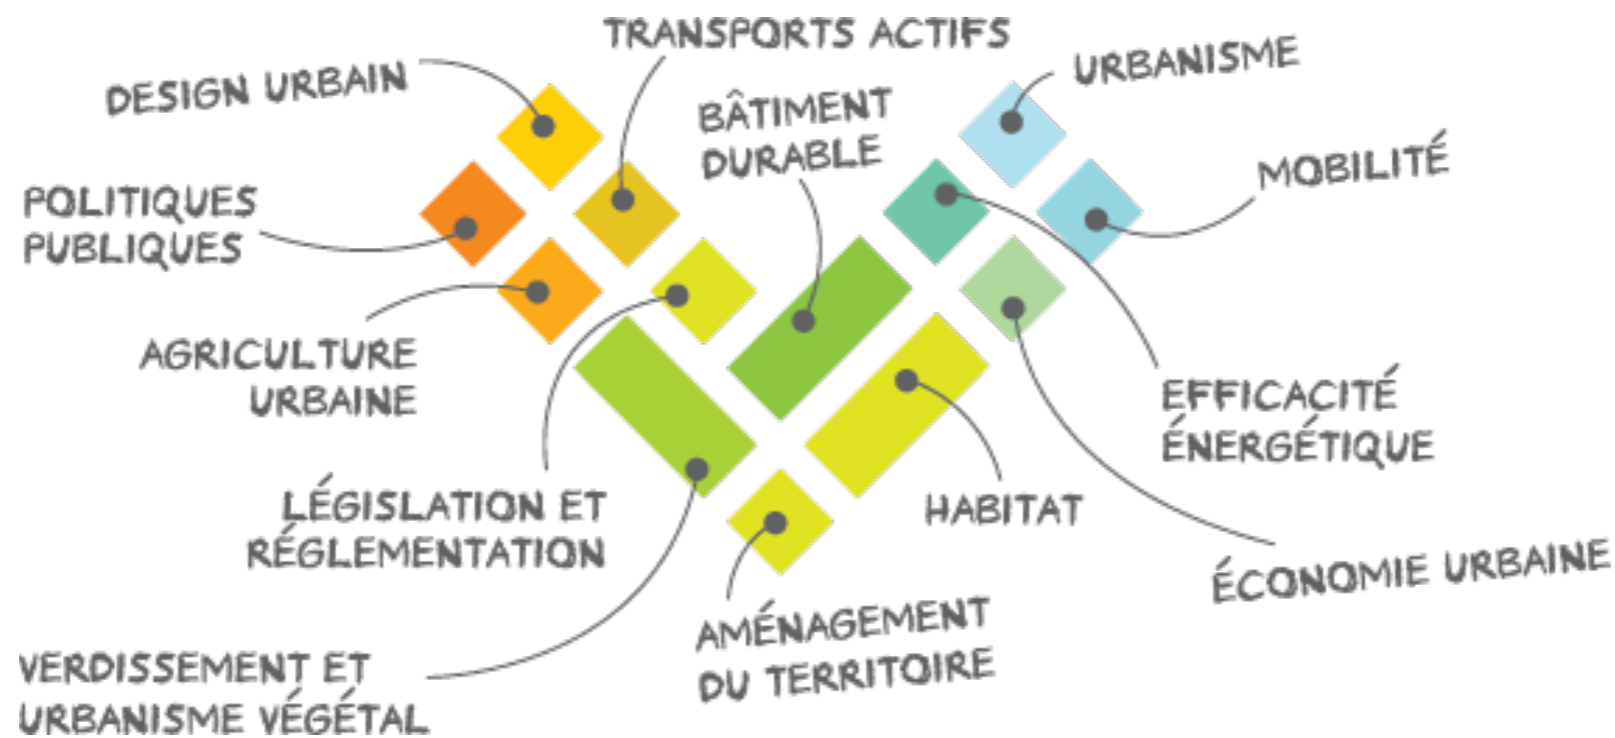 TRANSPORTS ACTIFS
DESIGN URBAIN
URBANISME
BÂTIMENT
DURABLE
MOBILITÉ
POLITIQUES
PUBLIQUES
AGRICULTURE
URBAINE
EFFICACITÉ
ÉNERGÉTIQUE
LÉGISLATION ET
RÉGLEMENTATION
HABITAT
ÉCONOMIE URBAINE
AMÉNAGEMENT
DU TERRITOIRE
VERDISSEMENT ET
URBANISME VÉGÉTAL